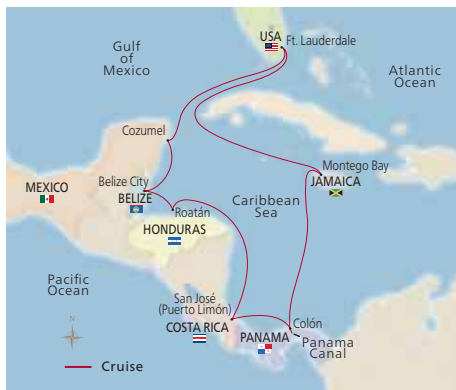 USA
Ft. Lauderdale
Gulf
of
Mexico
Atlantic
Ocean
Cozumel
Montego Bay
JAMAICA
Belize City
BELIZE
MEXICO
Roatán
Caribbean
Sea
HONDURAS
Pacific
Ocean
San José
(Puerto Limón)
COSTA RICA
Colón
PANAMA
Panama
Canal
N
Cruise